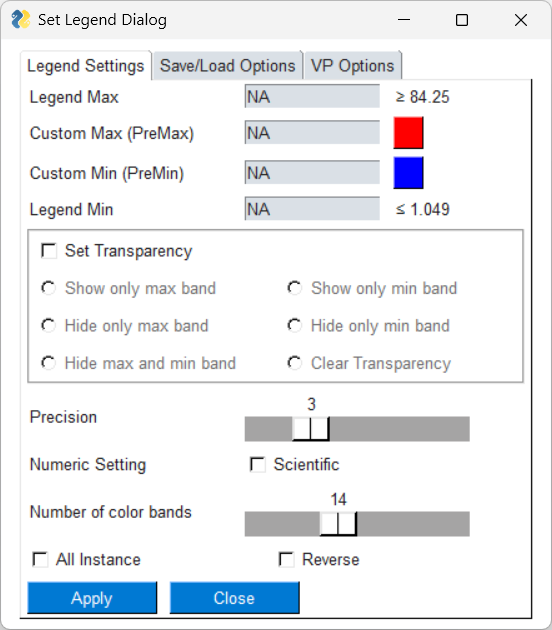 Set Legend Dialog
Legend Settings Save/Load Options VP Options
Legend Max NA ≥ 84.25
Custom Max (PreMax) NA
Custom Min (PreMin) NA
Legend Min NA ≤ 1.049
Set Transparency
Show only max band Show only min band
Hide only max band Hide only min band
Hide max and min band Clear Transparency
3
Precision
Numeric Setting Scientific
14
Number of color bands
All Instance Reverse
Apply Close